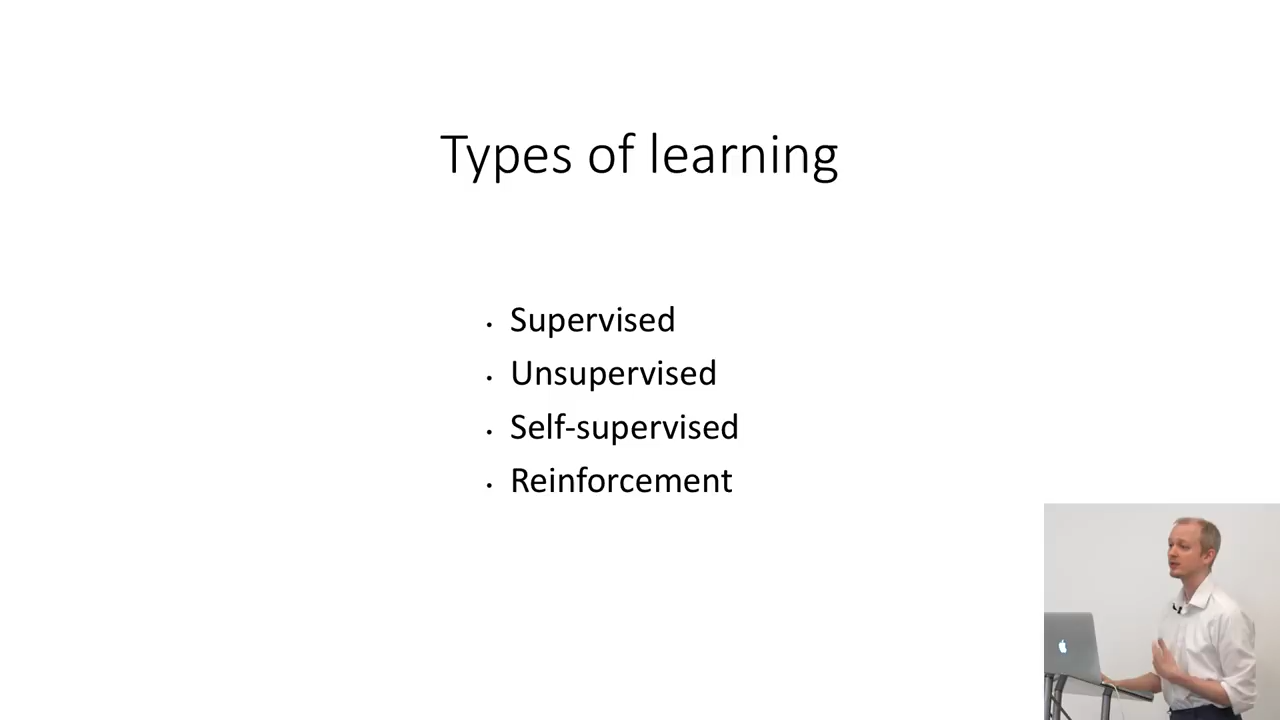 Types of learning
• Supervised
• Unsupervised
• Self-supervised
• Reinforcement